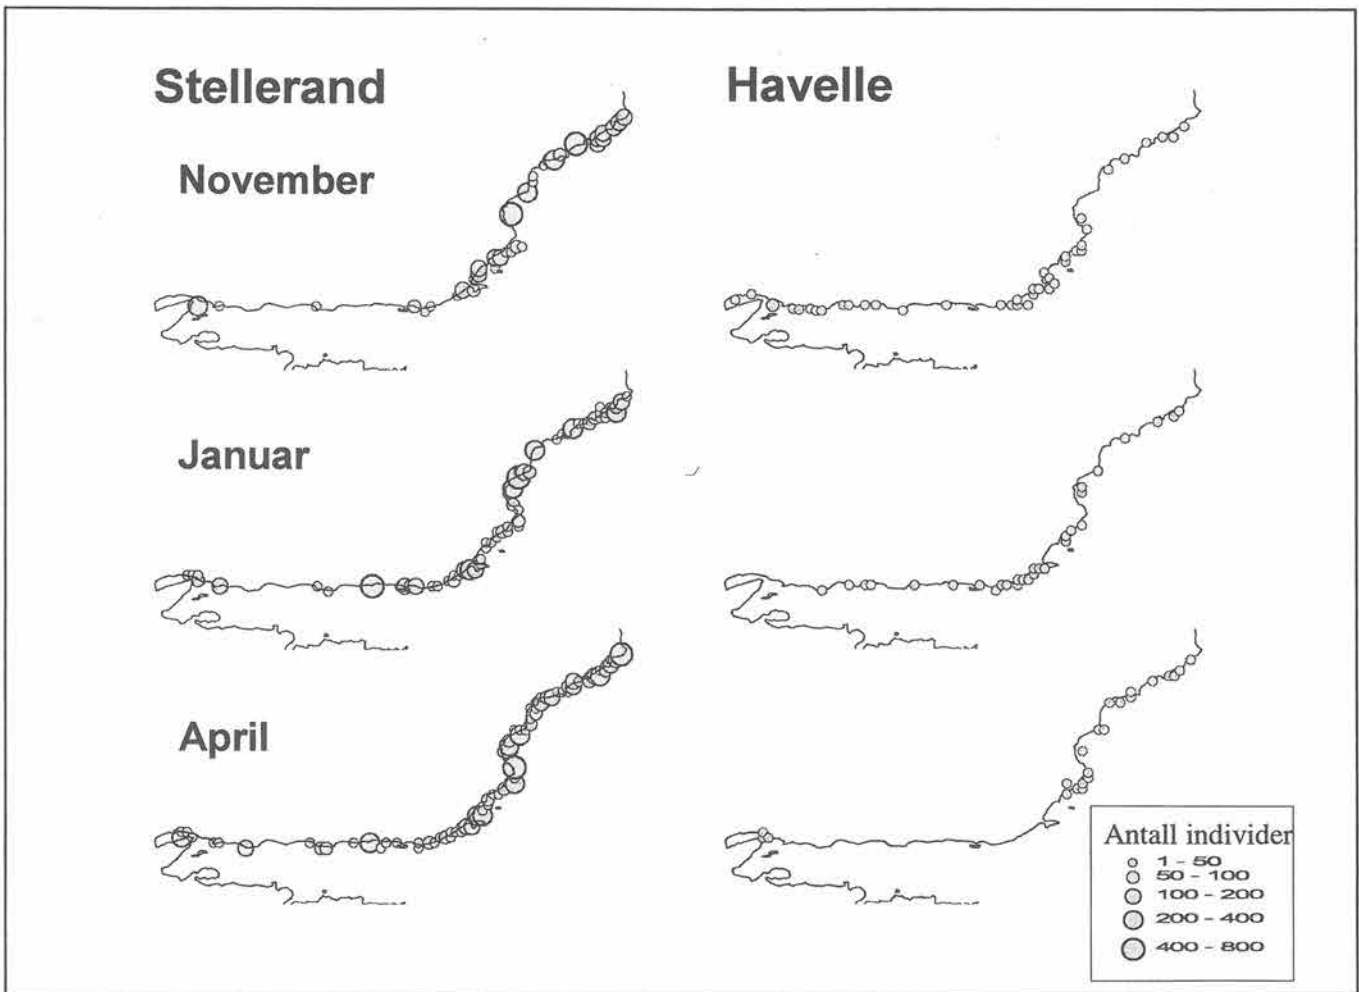 Stellerand
Havelle
November
Januar
April
Antall individer
1 - 50
50 - 100
100 - 200
200 - 400
400 - 800